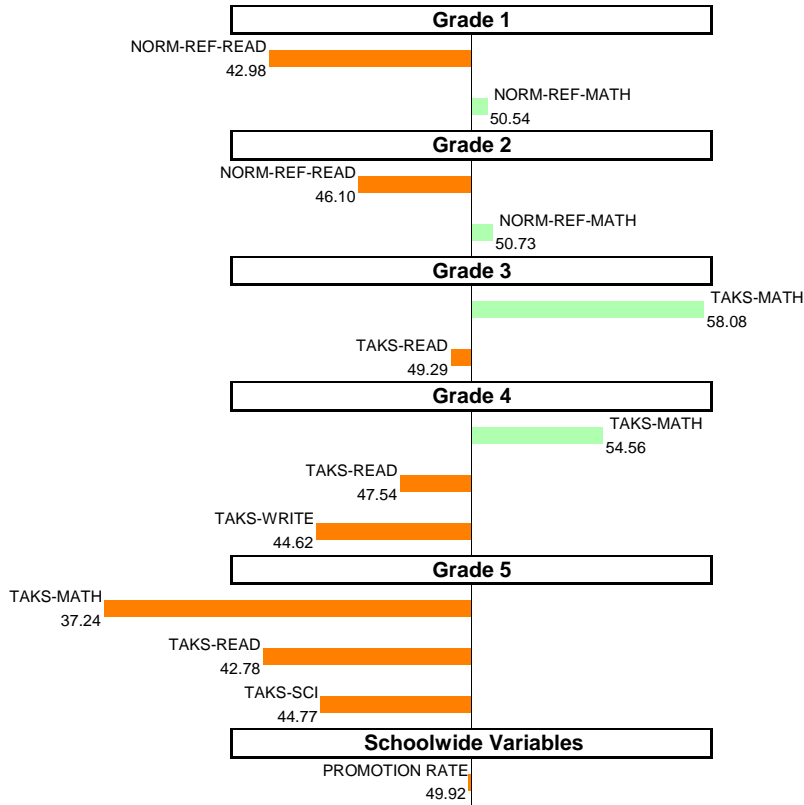 Grade 1
NORM-REF-READ
42.98
NORM-REF-MATH
50.54
Grade 2
NORM-REF-READ
46.10
NORM-REF-MATH
50.73
Grade 3
TAKS-MATH
58.08
TAKS-READ
49.29
Grade 4
TAKS-MATH
54.56
TAKS-READ
47.54
TAKS-WRITE
44.62
Grade 5
TAKS-MATH
37.24
TAKS-READ
42.78
TAKS-SCI
44.77
Schoolwide Variables
PROMOTION RATE
49.92